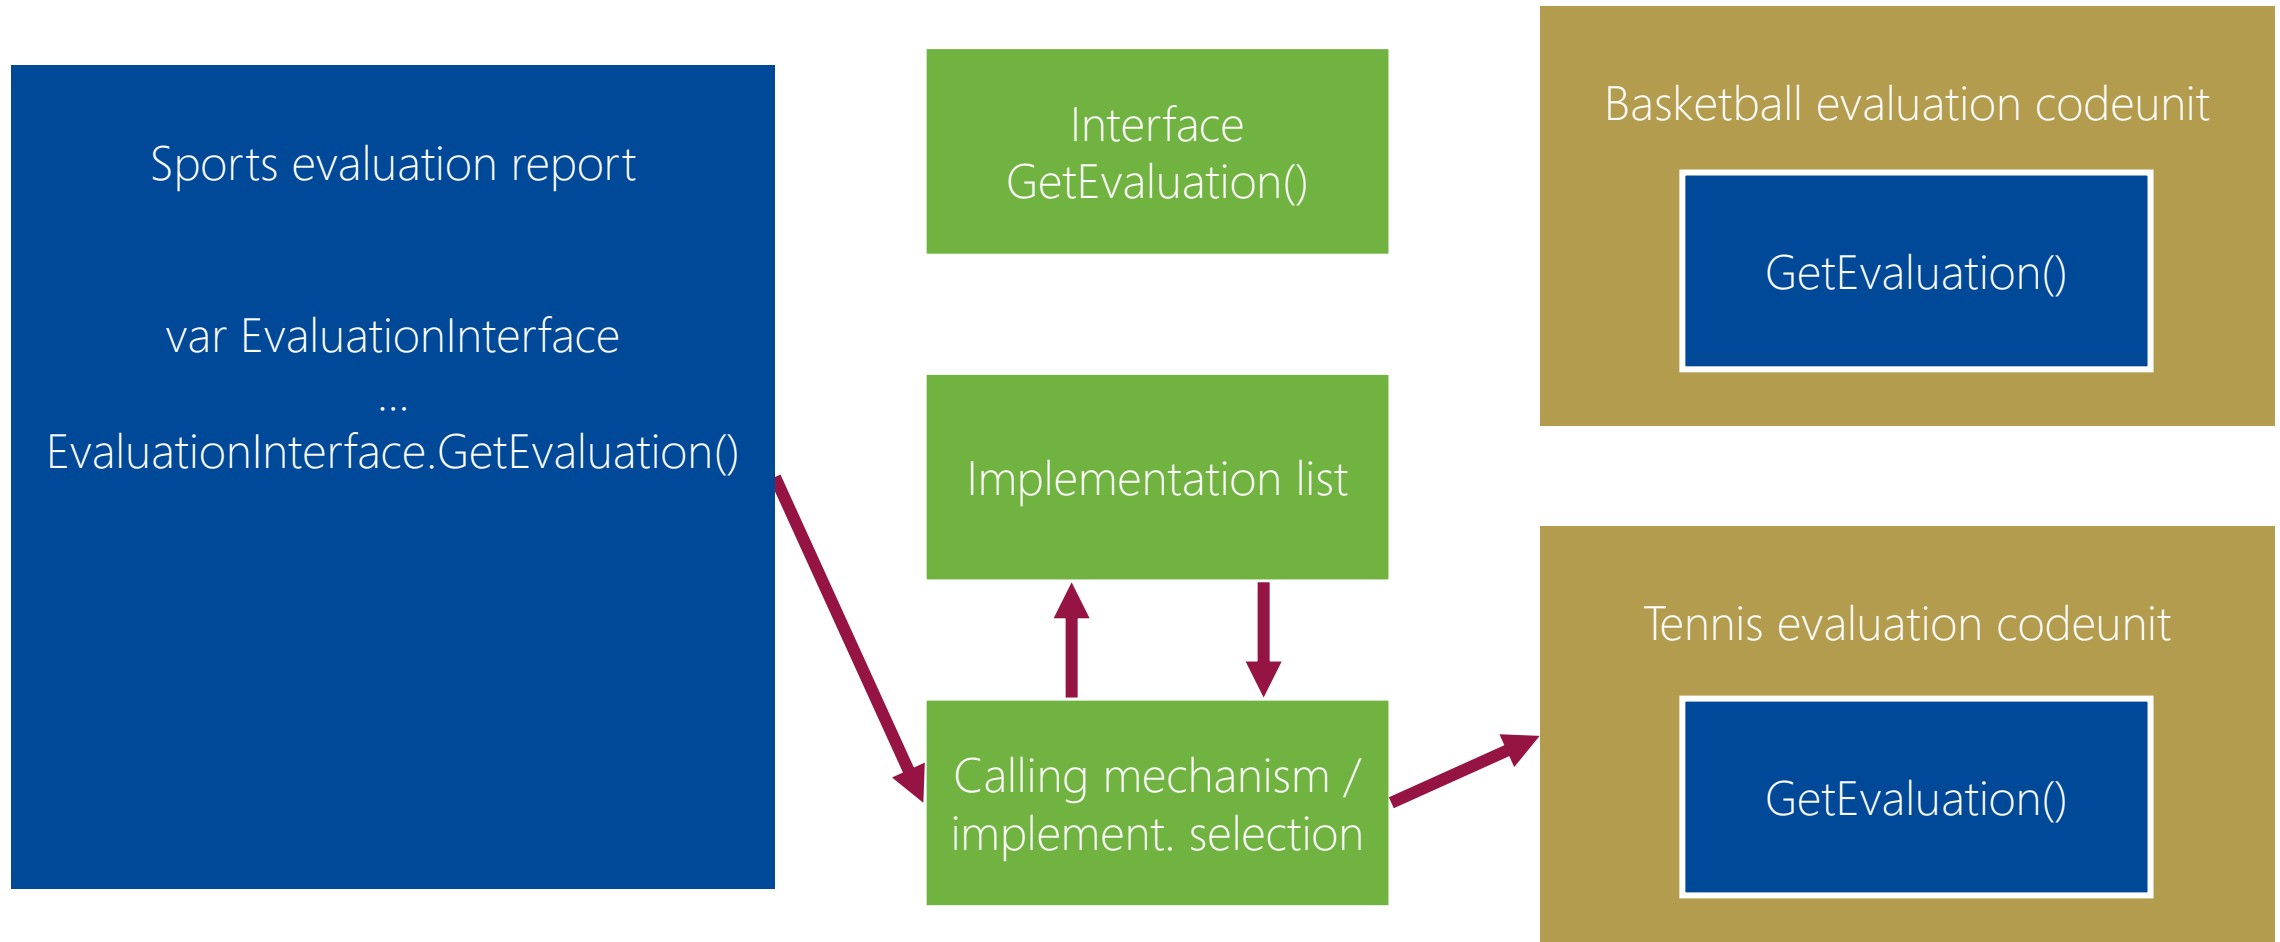 Sports evaluation report
var EvaluationInterface
...
EvaluationInterface.GetEvaluation()
Interface
GetEvaluation()
Implementation list
Calling mechanism /
implement. selection
Basketball evaluation codeunit
GetEvaluation()
Tennis evaluation codeunit
GetEvaluation()